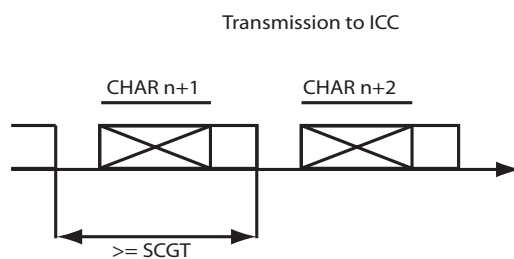 Transmission to ICC
CHAR n+1
CHAR n+2
>= SCGT